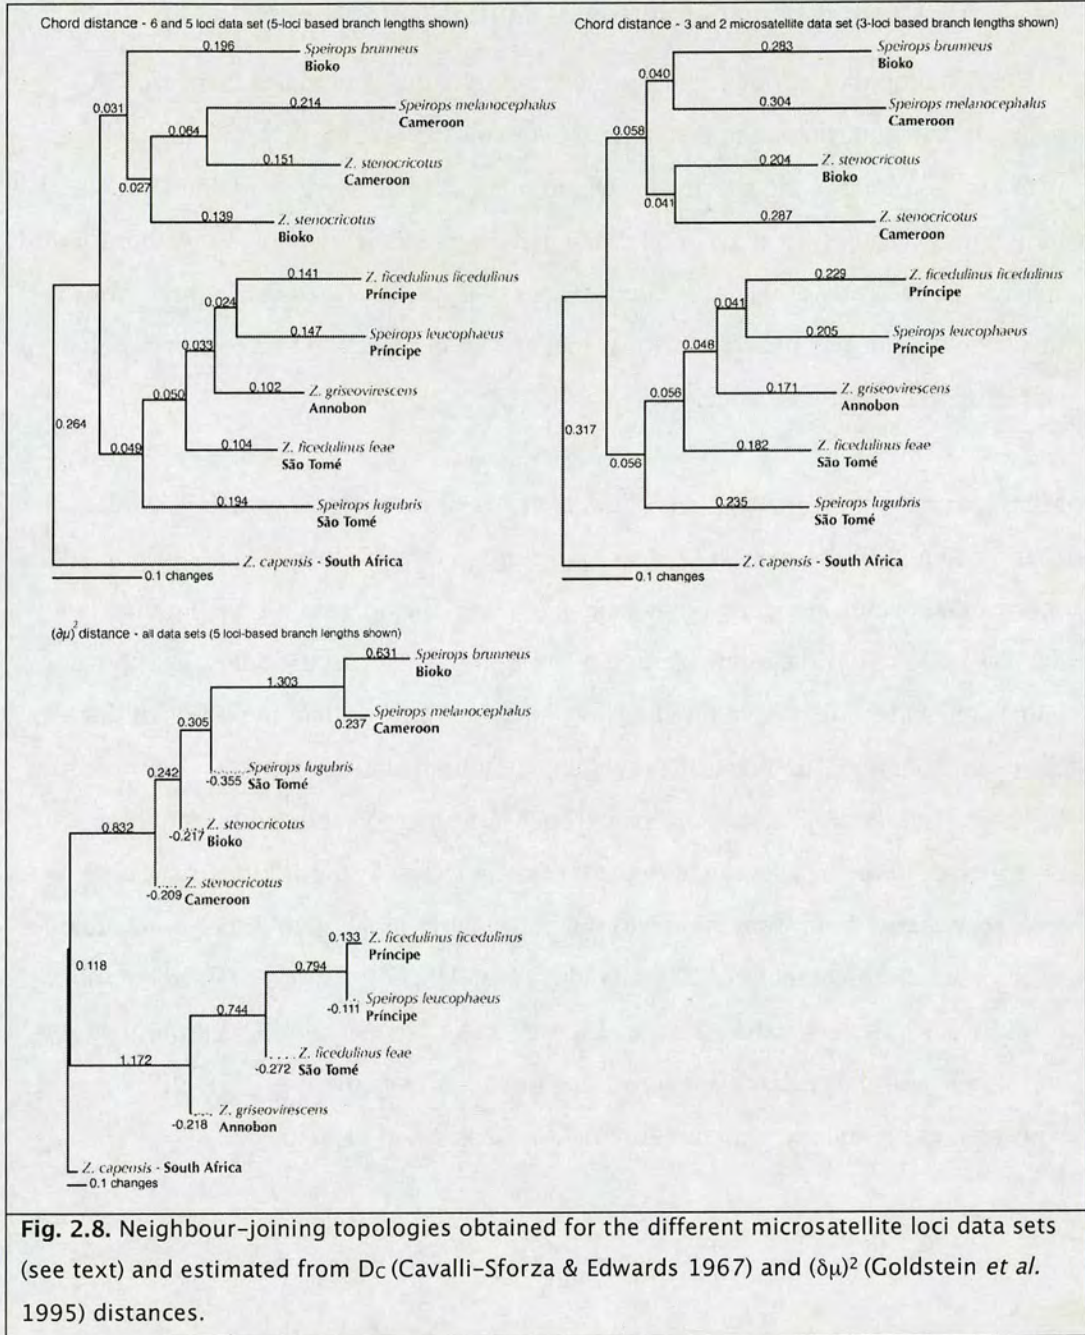 Chord distance - 6 and 5 loci data set (5-loci based branch lengths shown)
0.196
Speirops brunneus
Bioko
0.031
0.214
Speirops melanocephalus
Cameroon
0.064
0.151
Z. stenocricotus
Cameroon
0.027
0.139
Z. stenocricotus
Bioko
0.141
Z. ficedulinus ficedulinus
Príncipe
0.024
0.147
Speirops leucophaeus
Príncipe
0.033
0.102
Z. griseovirescens
Annobon
0.050
0.264
0.049
0.104
Z. ficedulinus feae
São Tomé
0.194
Speirops lugubris
São Tomé
Z. capensis - South Africa
0.1 changes
Chord distance - 3 and 2 microsatellite data set (3-loci based branch lengths shown)
0.283
Speirops brunneus
Bioko
0.040
0.304
Speirops melanocephalus
Cameroon
0.058
0.204
Z. stenocricotus
Bioko
0.041
0.287
Z. stenocricotus
Cameroon
0.229
Z. ficedulinus ficedulinus
Príncipe
0.041
0.205
Speirops leucophaeus
Príncipe
0.048
0.171
Z. griseovirescens
Annobon
0.056
0.317
0.056
0.182
Z. ficedulinus feae
São Tomé
0.235
Speirops lugubris
São Tomé
Z. capensis - South Africa
0.1 changes
(∂μ)² distance - all data sets (5 loci-based branch lengths shown)
0.631
Speirops brunneus
Bioko
1.303
0.237
Speirops melanocephalus
Cameroon
0.305
-0.355
Speirops lugubris
São Tomé
0.242
-0.217
Z. stenocricotus
Bioko
0.832
-0.209
Z. stenocricotus
Cameroon
0.133
Z. ficedulinus ficedulinus
Príncipe
0.118
0.794
-0.111
Speirops leucophaeus
Príncipe
0.744
-0.272
Z. ficedulinus feae
São Tomé
1.172
-0.218
Z. griseovirescens
Annobon
Z. capensis - South Africa
0.1 changes
Fig. 2.8. Neighbour-joining topologies obtained for the different microsatellite loci data sets
(see text) and estimated from DC (Cavalli-Sforza & Edwards 1967) and (δμ)² (Goldstein et al.
1995) distances.